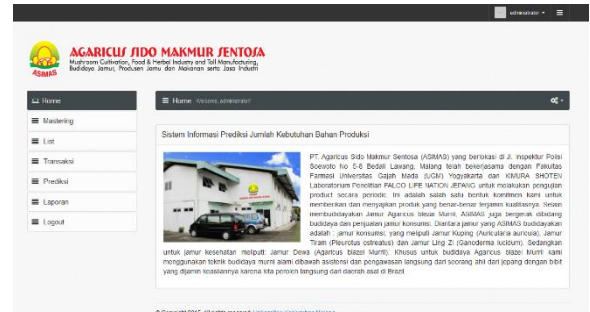 administrator
AGARICUS SIDO MAKMUR SENTOSA
Mushroom Cultivation, Food & Herbal Industry and Toll Manufacturing,
Budidaya Jamur, Produsen Jamu dan Makanan serta Jasa Industri
ASIMAS
Home
Home Welcome, administrator!
Mastering
List
Transaksi
Prediksi
Laporan
Logout
Sistem Informasi Prediksi Jumlah Kebutuhan Bahan Produksi
PT. Agaricus Sido Makmur Sentosa (ASIMAS) yang berlokasi di Jl. Inspektur Polisi
Soewoto No 5-8 Bedali Lawang, Malang telah bekerjasama dengan Fakultas
Farmasi Universitas Gajah Mada (UGM) Yogyakarta dan KIMURA SHOTEN
Laboratorium Penelitian PALCO LIFE NATION JEPANG untuk melakukan pengujian
product secara periodic. Ini adalah salah satu bentuk komitmen kami untuk
memberikan dan menyajikan produk yang benar-benar terjamin kualitasnya. Selain
membudidayakan Jamur Agaricus blazei Murril, ASIMAS juga bergerak dibidang
budidaya dan penjualan jamur konsumsi. Diantara jamur yang ASIMAS budidayakan
adalah : jamur konsumsi, yang meliputi Jamur Kuping (Auricularia auricula), Jamur
Tiram (Pleurotus ostreatus) dan Jamur Ling Zi (Ganoderma lucidum). Sedangkan
untuk jamur kesehatan meliputi: Jamur Dewa (Agaricus blazei Murril). Khusus untuk budidaya Agaricus blazei Murril kami
menggunakan teknik budidaya murni alami dibawah asistensi dan pengawasan langsung dari seorang ahli dari jepang dengan bibit
yang dijamin keasliannya karena kita peroleh langsung dari daerah asal di Brazil